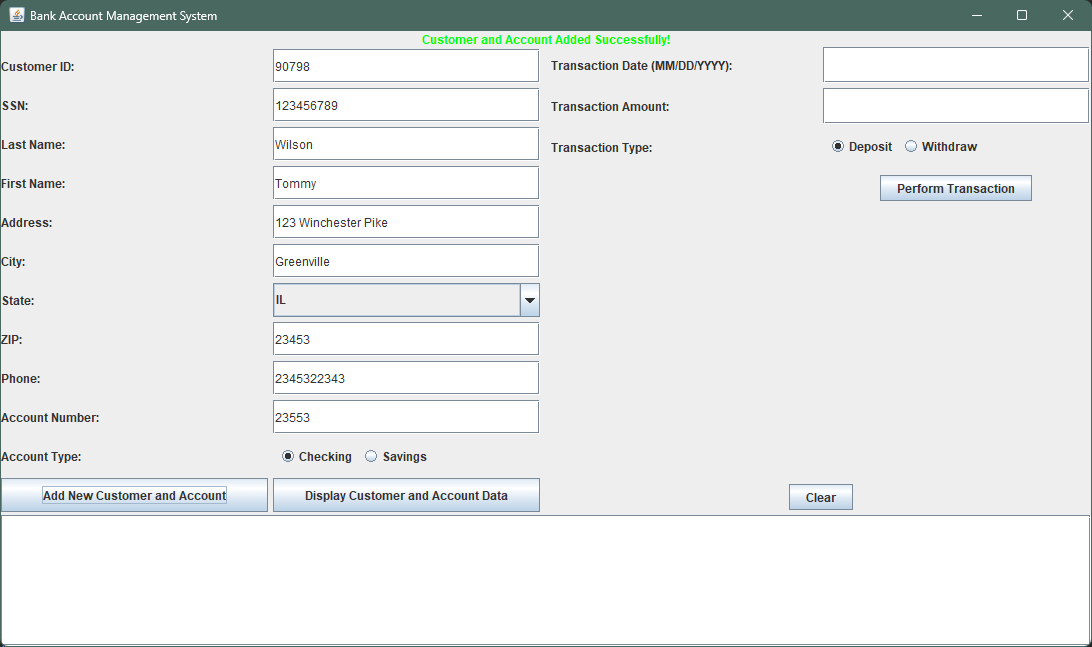 Bank Account Management System
Customer and Account Added Successfully!
Customer ID: 90798
SSN: 123456789
Last Name: Wilson
First Name: Tommy
Address: 123 Winchester Pike
City: Greenville
State: IL
ZIP: 23453
Phone: 2345322343
Account Number: 23553
Account Type: Checking Savings
Add New Customer and Account Display Customer and Account Data
Transaction Date (MM/DD/YYYY):
Transaction Amount:
Transaction Type: Deposit Withdraw
Perform Transaction
Clear